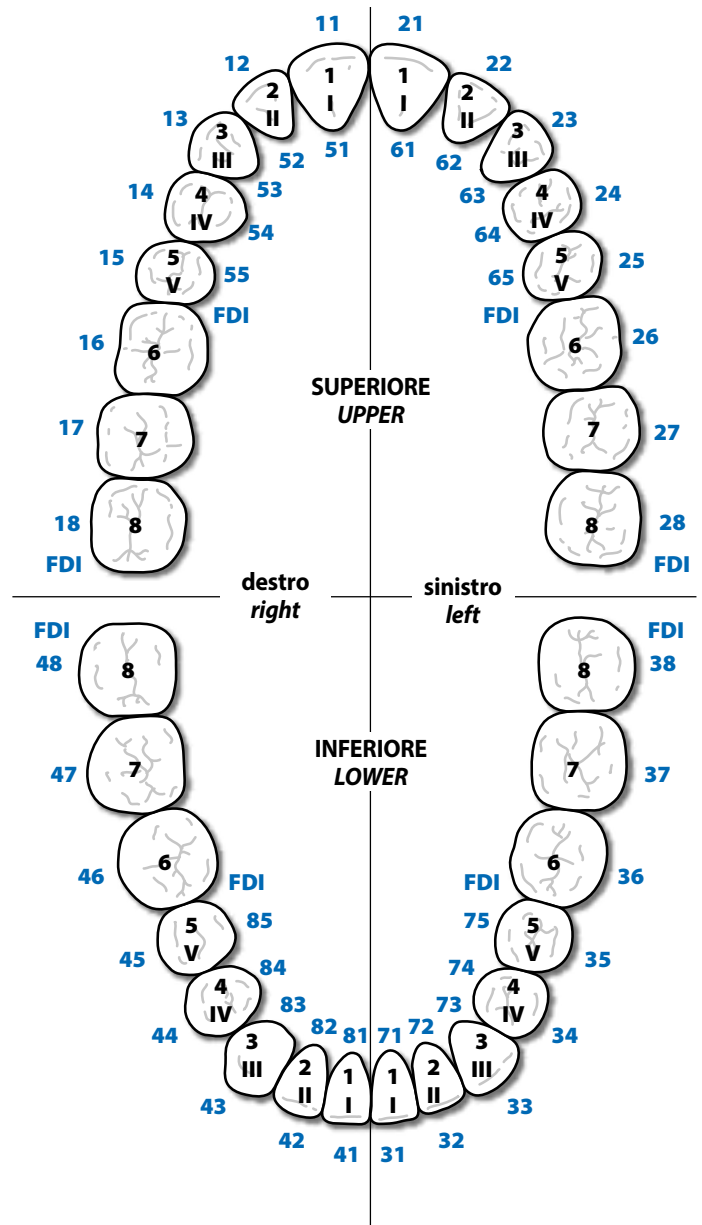 11 21
12 22
1 1
I I
2 2
II II
13 23
3 3
III III
52 51 61 62
14 53 63 24
4 4
IV IV
54 64
15 25
5 5
V V
55 65
FDI FDI
16 26
6 6
SUPERIORE
UPPER
17 27
7 7
18 28
8 8
FDI FDI
destro sinistro
right left
FDI FDI
48 38
8 8
INFERIORE
LOWER
47 37
7 7
46 36
6 6
FDI FDI
85 75
5 5
V V
45 35
84 74
4 4
IV IV
83 73
44 34
82 81 71 72
3 3
III III
2 1 1 2
II I I II
43 33
42 32
41 31